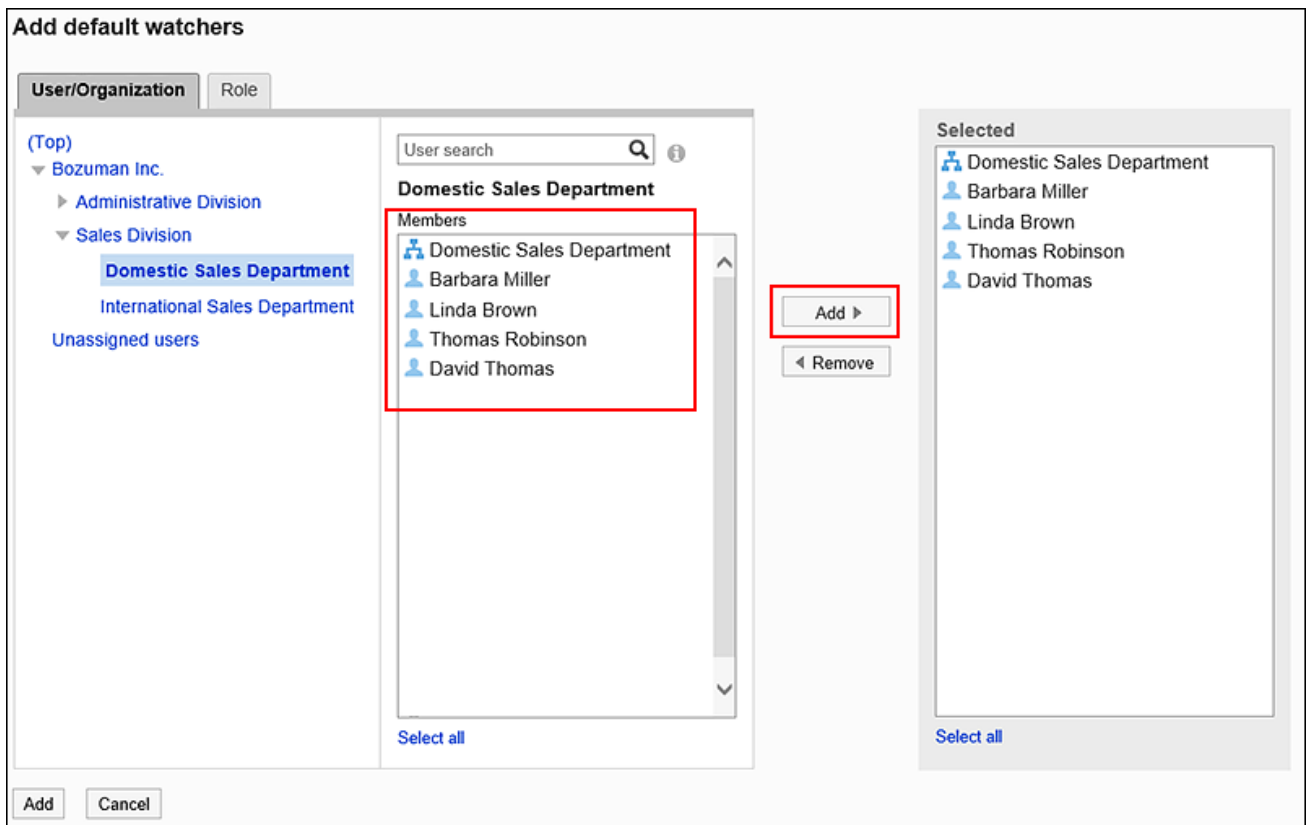 Add default watchers
User/Organization
Role
(Top)
Bozuman Inc.
Administrative Division
Sales Division
Domestic Sales Department
International Sales Department
Unassigned users
User search
Domestic Sales Department
Members
Domestic Sales Department
Barbara Miller
Linda Brown
Thomas Robinson
David Thomas
Select all
Add
Remove
Selected
Domestic Sales Department
Barbara Miller
Linda Brown
Thomas Robinson
David Thomas
Select all
Add
Cancel